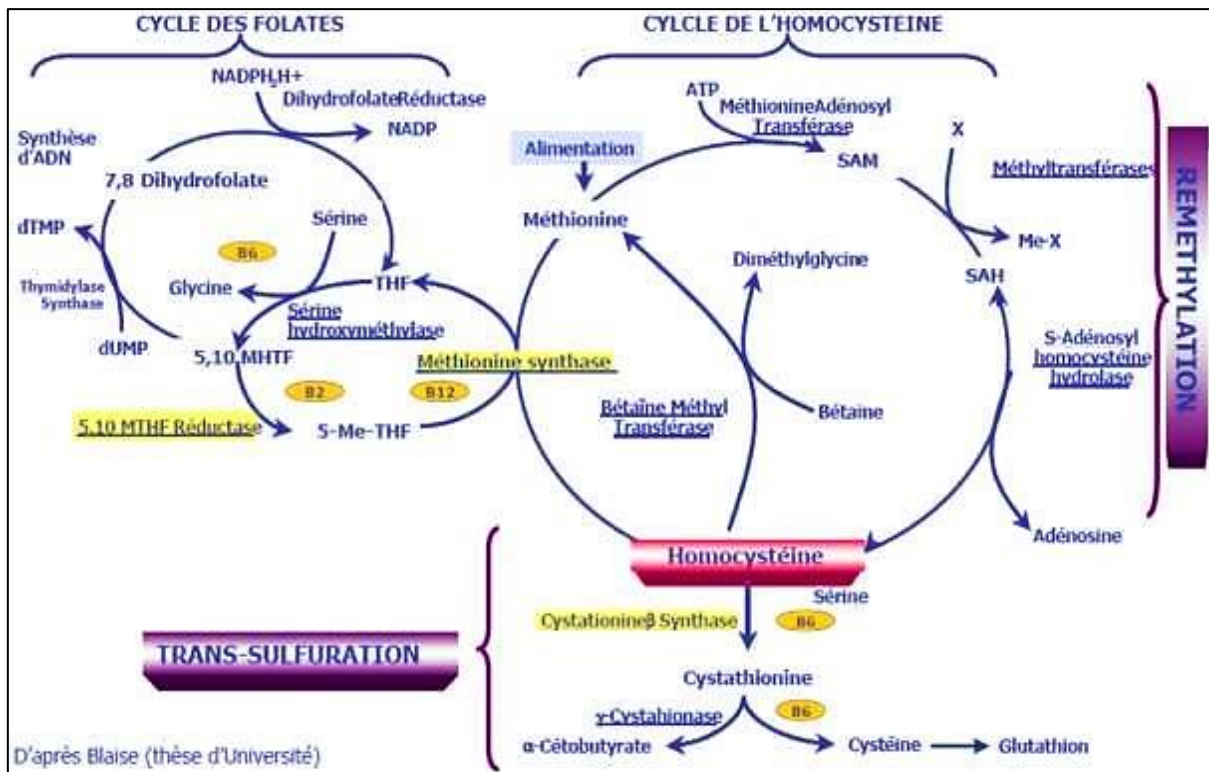 CYCLE DES FOLATES
CYLCLE DE L'HOMOCYSTEINE
NADPH,H+
DihydrofolateRéductase
NADP
Synthèse
d'ADN
7,8 Dihydrofolate
dTMP
Sérine
B6
Glycine
THF
Thymidylase
Synthase
Sérine
hydroxyméthylase
dUMP
5,10 MHTF
B2
B12
Méthionine synthase
5.10 MTHF Réductase
5-Me-THF
ATP
MéthionineAdénosyl
Transférase
Alimentation
SAM
X
Méthyltransférases
Méthionine
Me-X
Diméthylglycine
SAH
S-Adénosyl
homocystéine
hydrolase
Bétaïne Méthyl
Transférase
Bétaïne
Adénosine
REMETHYLATION
Homocystéine
Sérine
Cystationineβ Synthase
B6
TRANS-SULFURATION
Cystathionine
γ-Cystahionase
B6
α-Cétobutyrate
Cystéine
Glutathion
D'après Blaise (thèse d'Université)